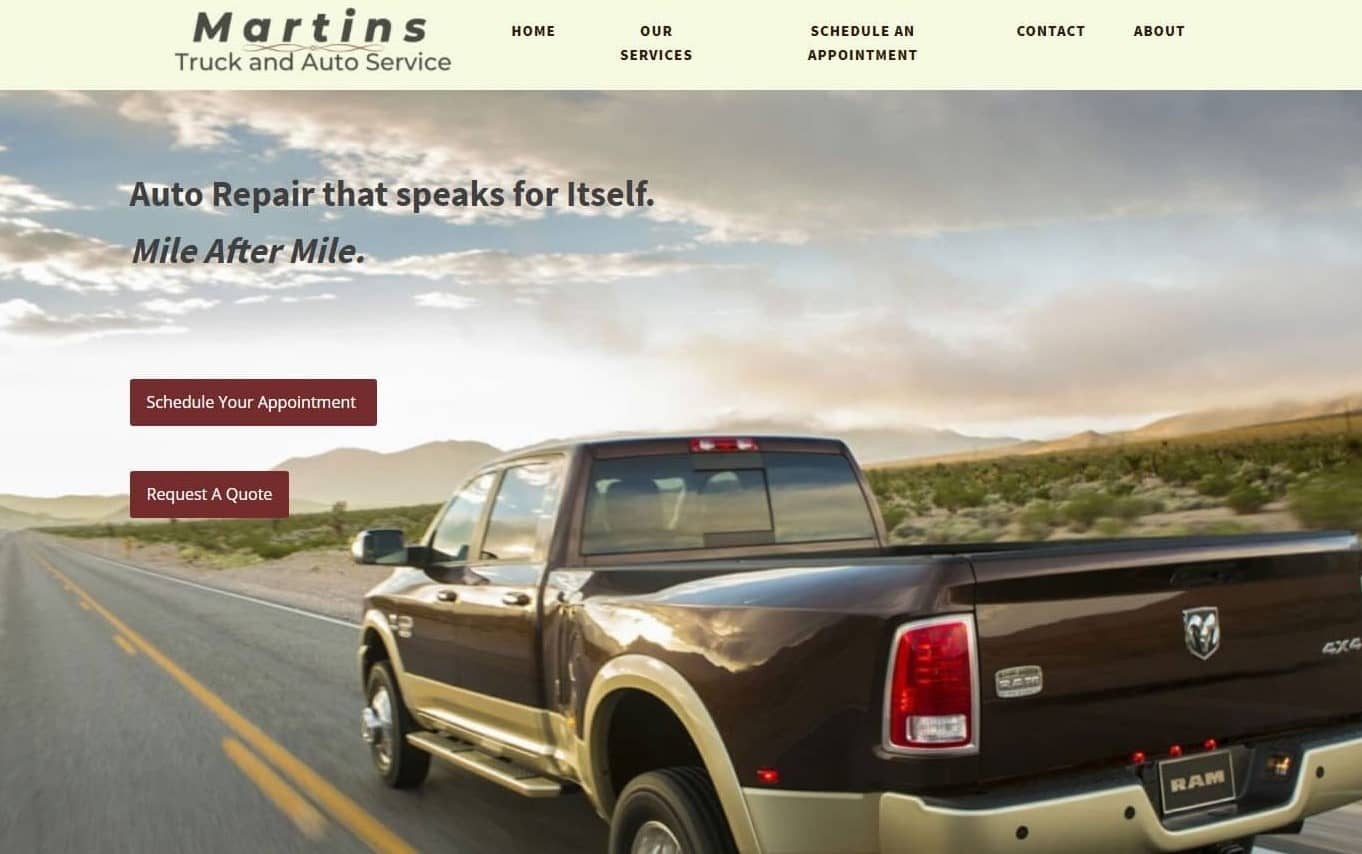 Martins
Truck and Auto Service
HOME
OUR
SERVICES
SCHEDULE AN
APPOINTMENT
CONTACT
ABOUT
Auto Repair that speaks for Itself.
Mile After Mile.
Schedule Your Appointment
Request A Quote
RAM
4X4
RAM